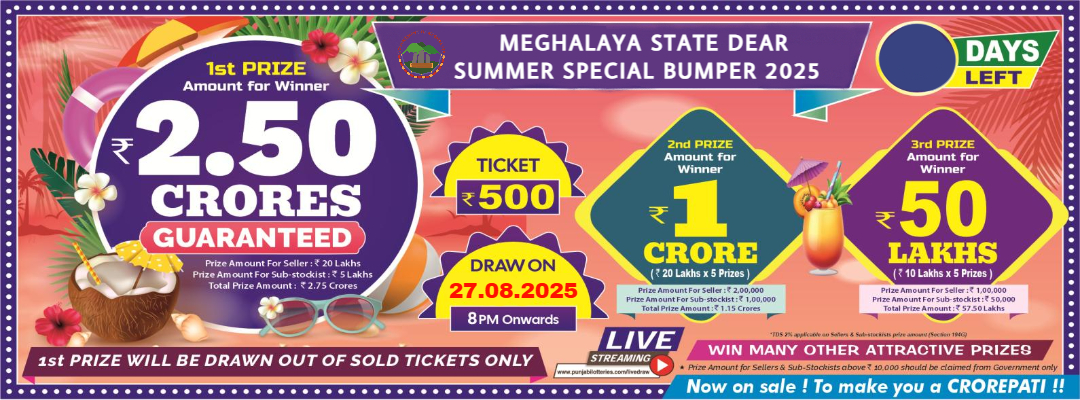 MEGHALAYA STATE DEAR
SUMMER SPECIAL BUMPER 2025
DAYS
LEFT
1st PRIZE
Amount for Winner
₹2.50
CRORES
GUARANTEED
Prize Amount For Seller : ₹ 20 Lakhs
Prize Amount For Sub-stockist : ₹ 5 Lakhs
Total Prize Amount : ₹ 2.75 Crores
TICKET
₹500
DRAW ON
27.08.2025
8PM Onwards
2nd PRIZE
Amount for
Winner
₹1
CRORE
(₹ 20 Lakhs x 5 Prizes )
Prize Amount For Seller : ₹ 2,00,000
Prize Amount For Sub-stockist : ₹ 1,00,000
Total Prize Amount : ₹ 1.15 Crores
3rd PRIZE
Amount for
Winner
₹50
LAKHS
(₹ 10 Lakhs x 5 Prizes )
Prize Amount For Seller : ₹ 1,00,000
Prize Amount For Sub-stockist : ₹ 50,000
Total Prize Amount : ₹ 57.50 Lakhs
*TDS 2% applicable on Sellers & Sub-stockists prize amount (Section 194G)
1st PRIZE WILL BE DRAWN OUT OF SOLD TICKETS ONLY
LIVE
STREAMING
www.punjabilotteries.com/livedraw
WIN MANY OTHER ATTRACTIVE PRIZES
* Prize Amount for Sellers & Sub-Stockists above ₹ 10,000 should be claimed from Government only
Now on sale ! To make you a CROREPATI !!